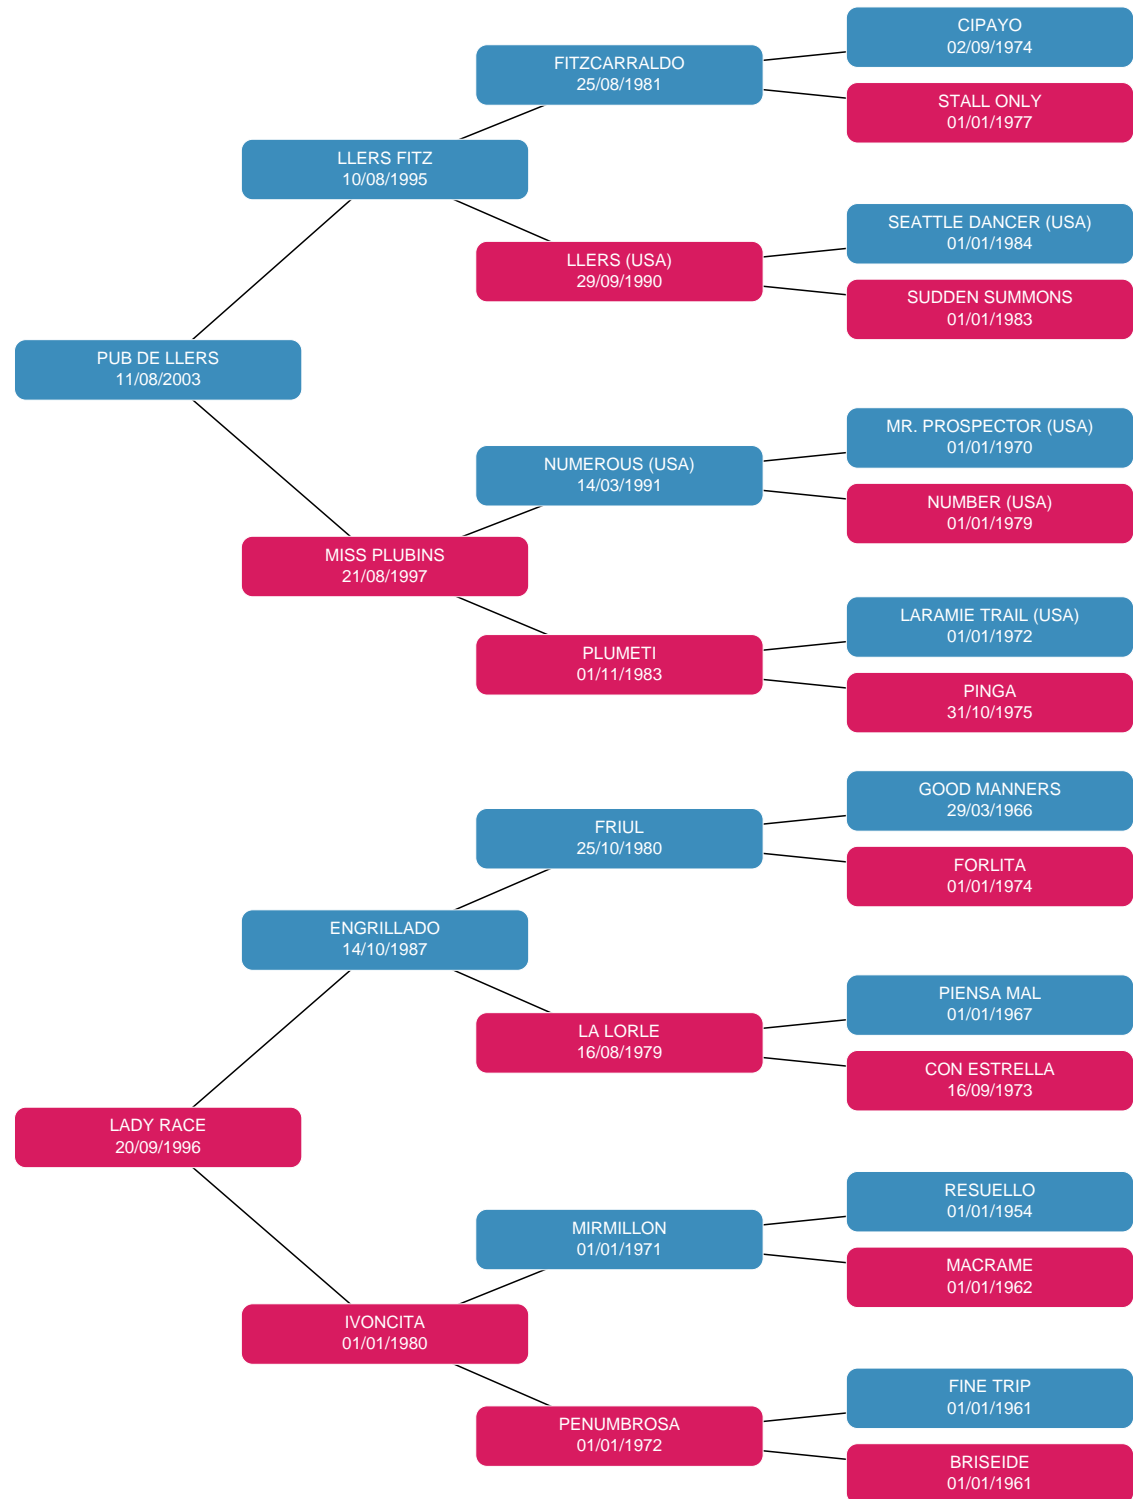 CIPAYO
02/09/1974
FITZCARRALDO
25/08/1981
STALL ONLY
01/01/1977
LLERS FITZ
10/08/1995
SEATTLE DANCER (USA)
01/01/1984
LLERS (USA)
29/09/1990
SUDDEN SUMMONS
01/01/1983
PUB DE LLERS
11/08/2003
MR. PROSPECTOR (USA)
01/01/1970
NUMEROUS (USA)
14/03/1991
NUMBER (USA)
01/01/1979
MISS PLUBINS
21/08/1997
LARAMIE TRAIL (USA)
01/01/1972
PLUMETI
01/11/1983
PINGA
31/10/1975
GOOD MANNERS
29/03/1966
FRIUL
25/10/1980
FORLITA
01/01/1974
ENGRILLADO
14/10/1987
PIENSA MAL
01/01/1967
LA LORLE
16/08/1979
CON ESTRELLA
16/09/1973
LADY RACE
20/09/1996
RESUELLO
01/01/1954
MIRMILLON
01/01/1971
MACRAME
01/01/1962
IVONCITA
01/01/1980
FINE TRIP
01/01/1961
PENUMBROSA
01/01/1972
BRISEIDE
01/01/1961